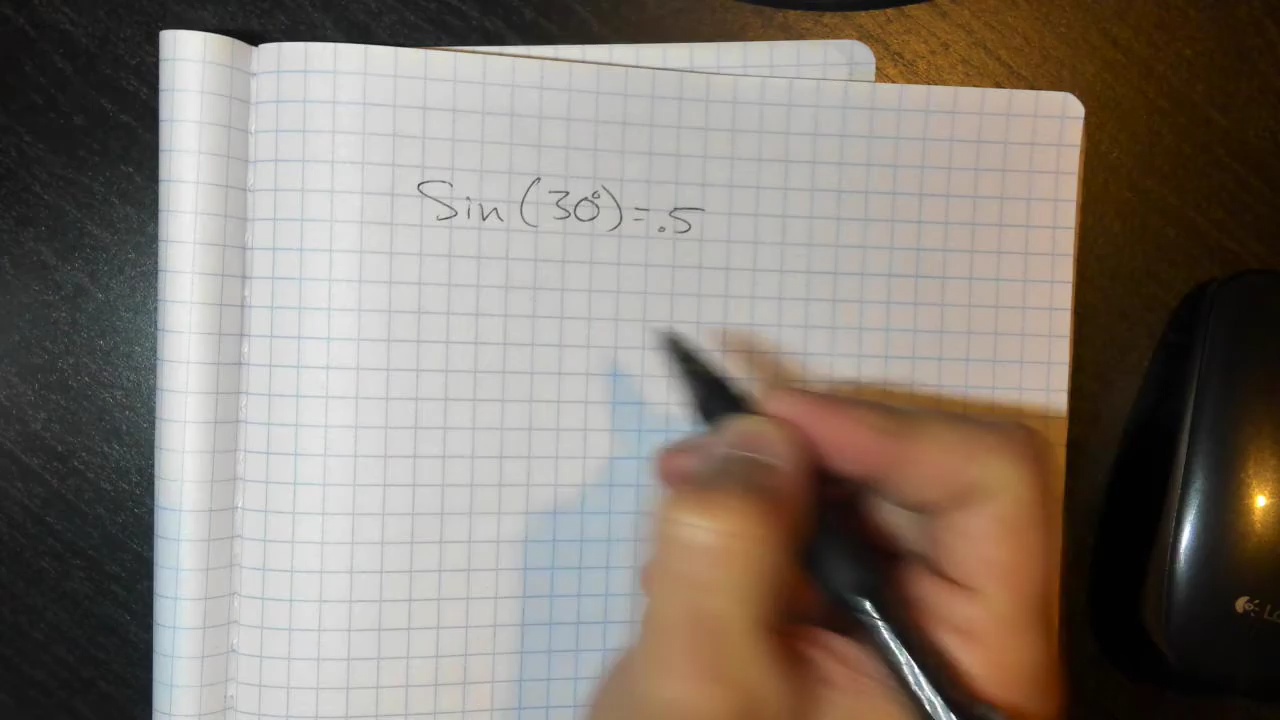 Sin (30°) = .5